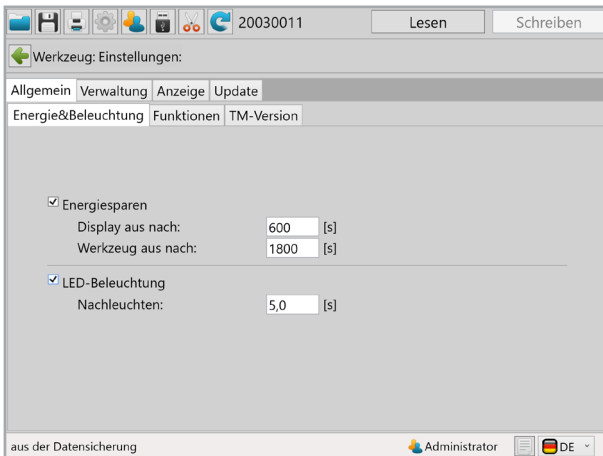 20030011 Lesen Schreiben
Werkzeug: Einstellungen:
Allgemein Verwaltung Anzeige Update
Energie&Beleuchtung Funktionen TM-Version
Energiesparen
Display aus nach: 600 [s]
Werkzeug aus nach: 1800 [s]
LED-Beleuchtung
Nachleuchten: 5,0 [s]
aus der Datensicherung Administrator DE